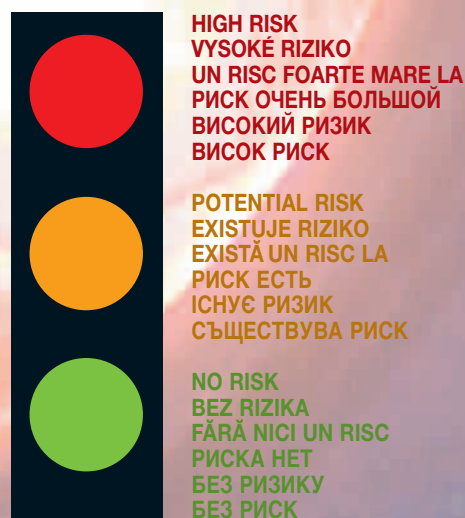 HIGH RISK
VYSOKÉ RIZIKO
UN RISC FOARTE MARE LA
РИСК ОЧЕНЬ БОЛЬШОЙ
ВИСОКИЙ РИЗИК
ВИСОК РИСК
POTENTIAL RISK
EXISTUJE RIZIKO
EXISTĂ UN RISC LA
РИСК ЕСТЬ
ІСНУЄ РИЗИК
СЪЩЕСТВУВА РИСК
NO RISK
BEZ RIZIKA
FĂRĂ NICI UN RISC
РИСКА НЕТ
БЕЗ РИЗИКУ
БЕЗ РИСК